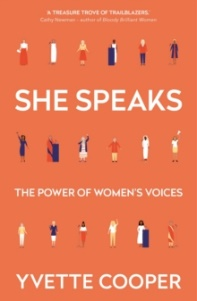 'A TREASURE TROVE OF TRAILBLAZERS.'
Cathy Newman – author of Bloody Brilliant Women
SHE SPEAKS
THE POWER OF WOMEN'S VOICES
YVETTE COOPER